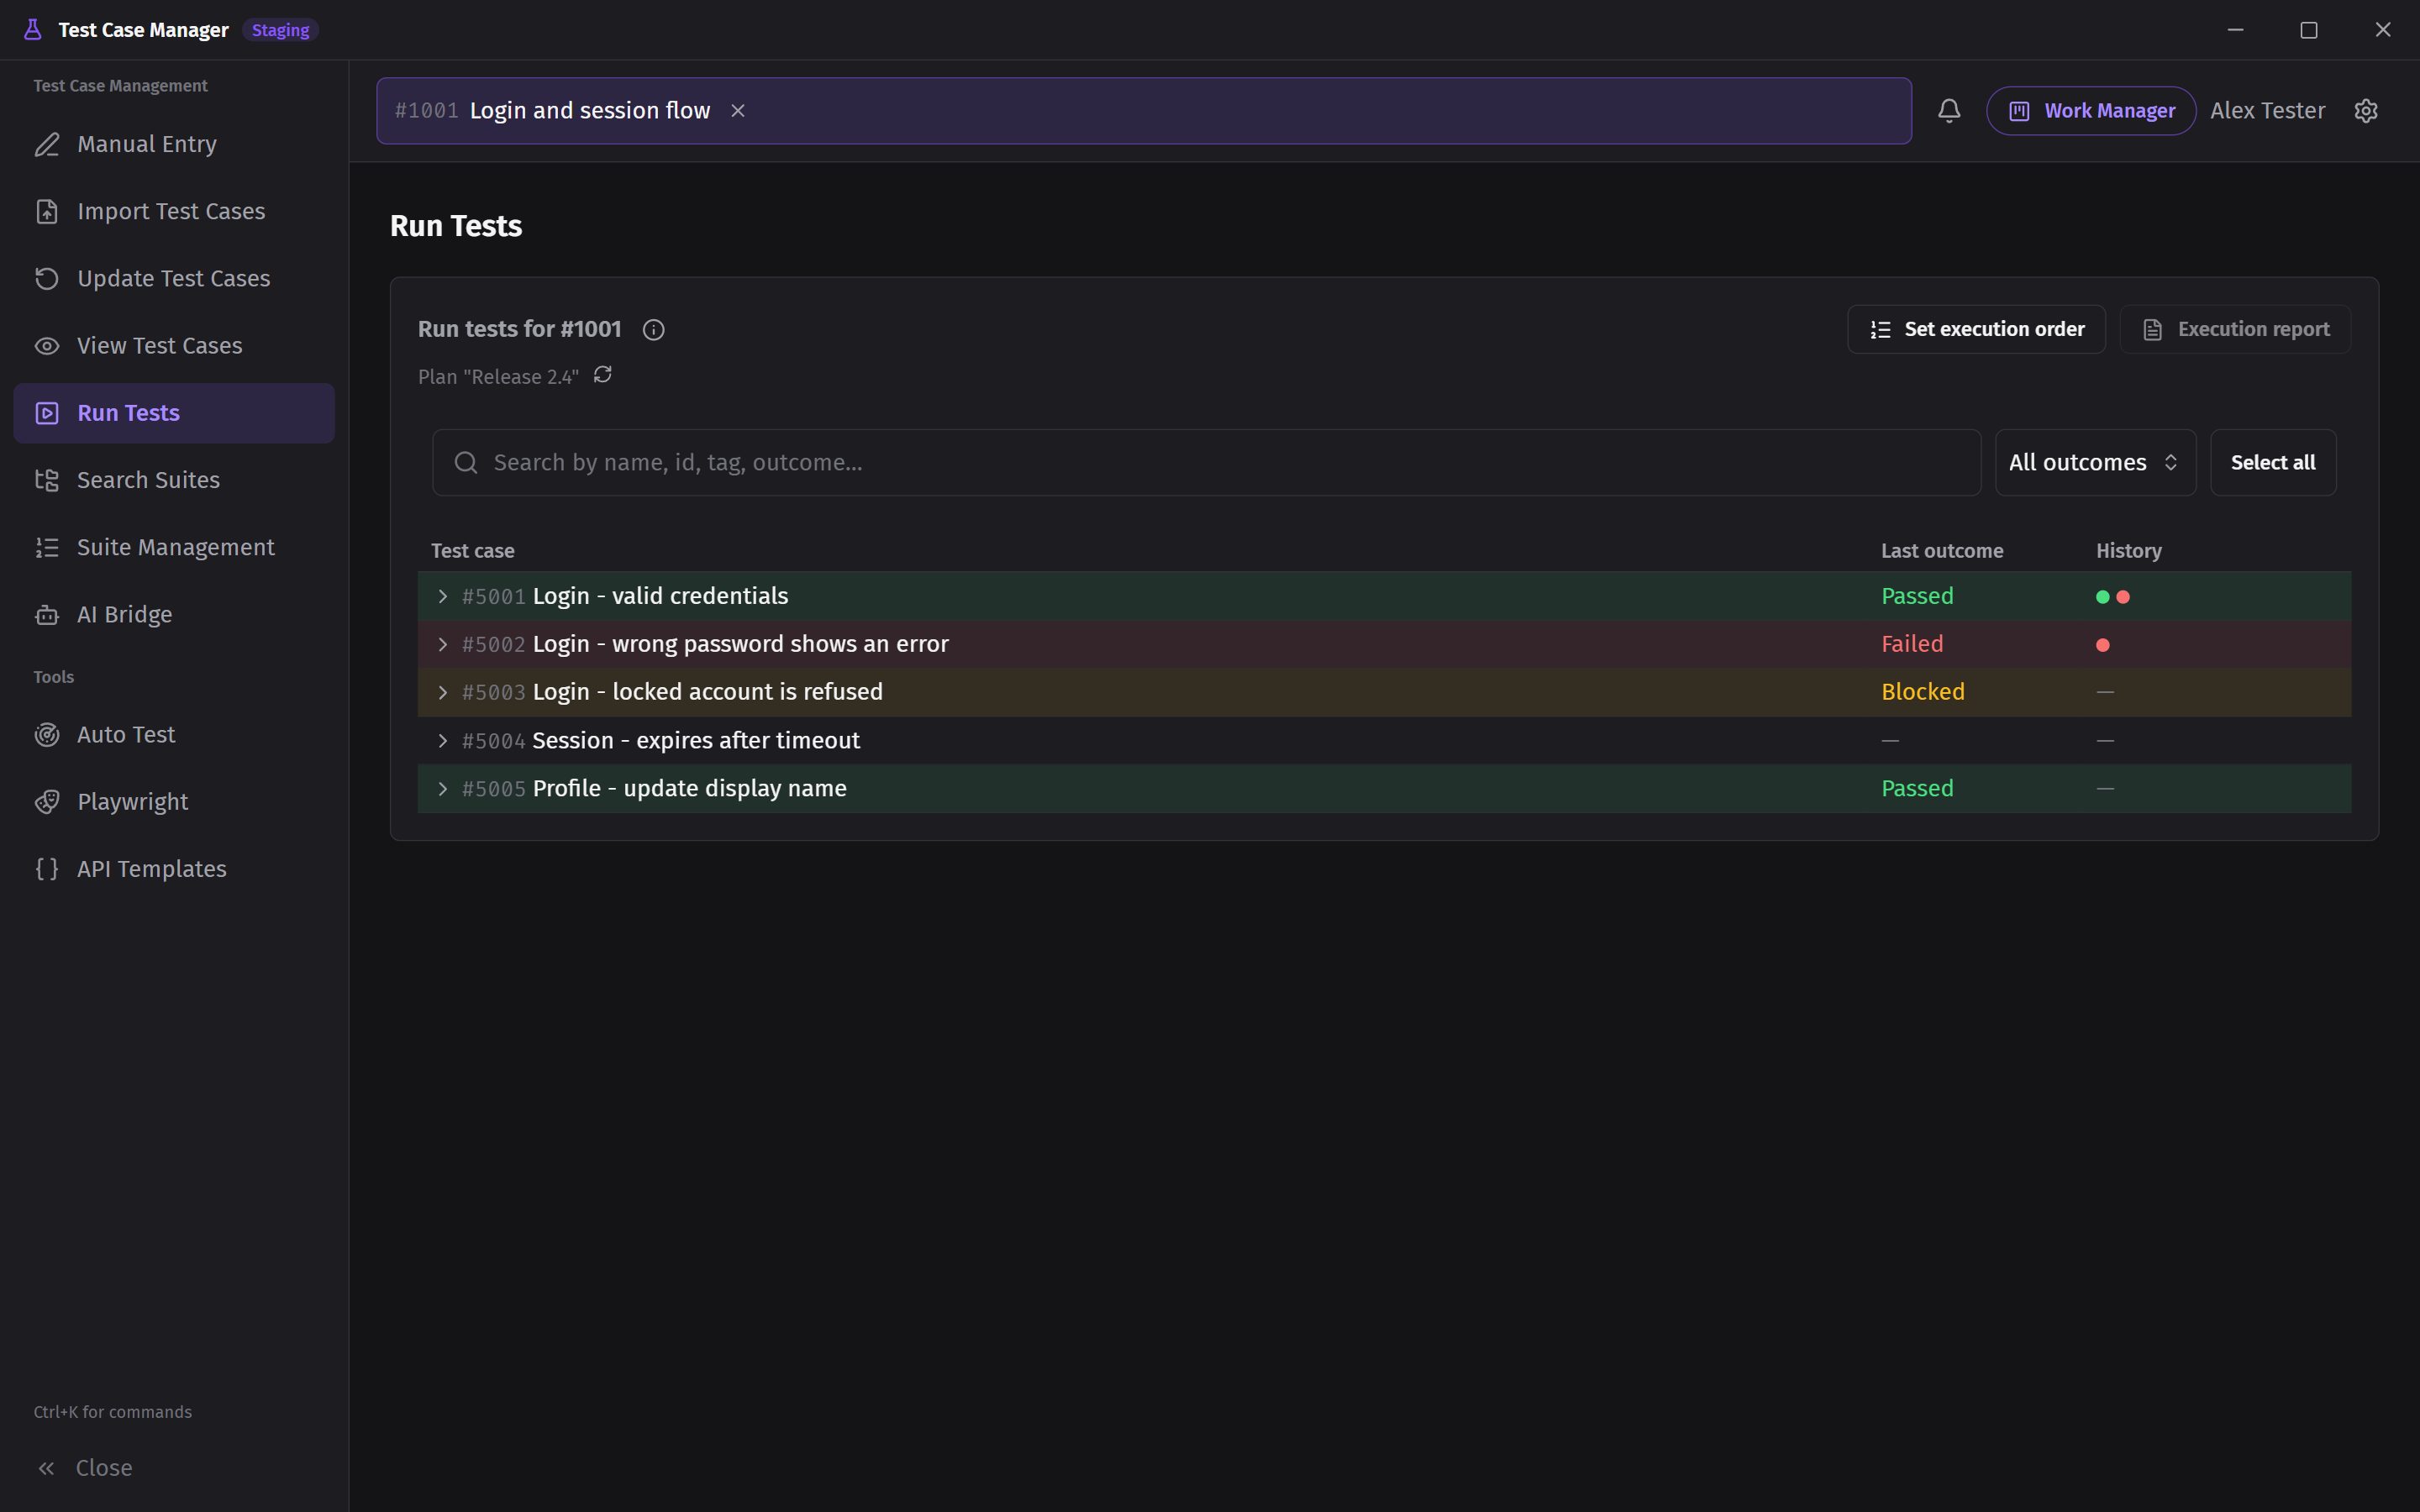 Test Case Manager Staging
Test Case Management
Manual Entry
Import Test Cases
Update Test Cases
View Test Cases
Run Tests
Search Suites
Suite Management
AI Bridge
Tools
Auto Test
Playwright
API Templates
Ctrl+K for commands
Close
#1001 Login and session flow
Work Manager
Alex Tester
Run Tests
Run tests for #1001
Set execution order
Execution report
Plan "Release 2.4"
Search by name, id, tag, outcome...
All outcomes
Select all
Test case Last outcome History
#5001 Login - valid credentials Passed
#5002 Login - wrong password shows an error Failed
#5003 Login - locked account is refused Blocked —
#5004 Session - expires after timeout — —
#5005 Profile - update display name Passed —